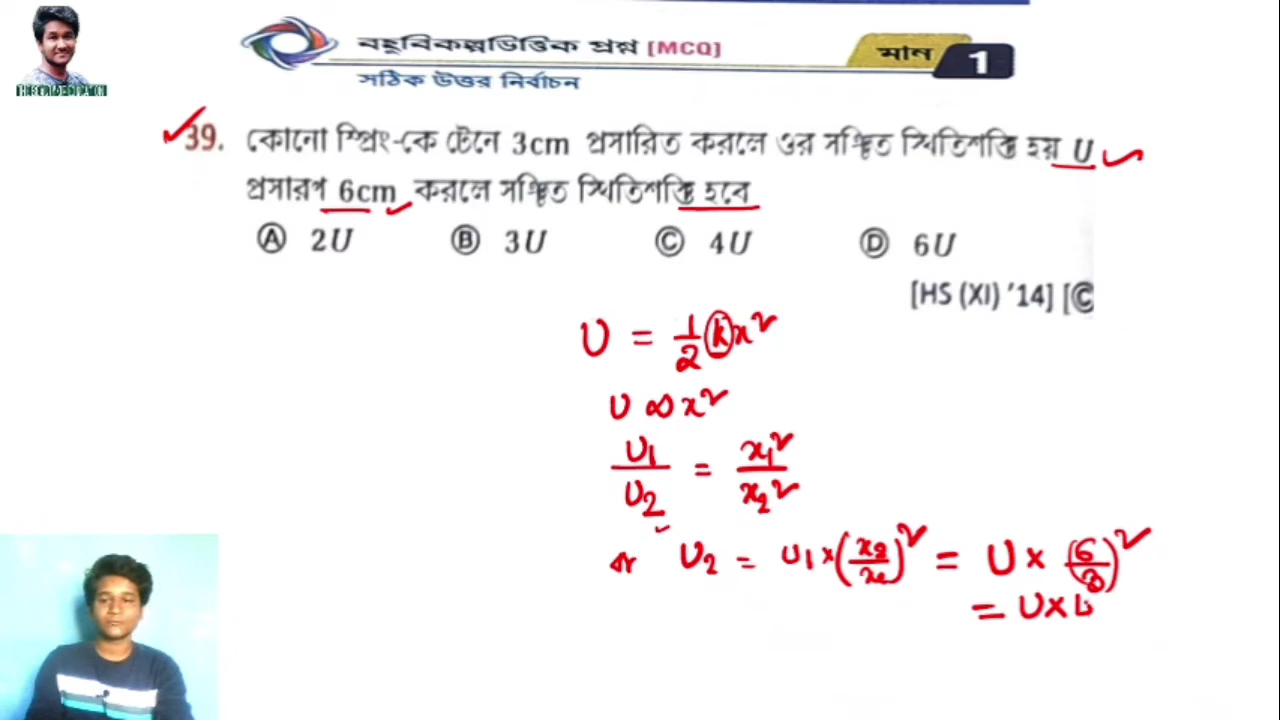 বহুবিকল্পভিত্তিক প্রশ্ন [MCQ] মান 1
সঠিক উত্তর নির্বাচন
39. কোনো স্প্রিং-কে টেনে 3cm প্রসারিত করলে ওর সঞ্চিত স্থিতিশক্তি হয় U
প্রসারণ 6cm করলে সঞ্চিত স্থিতিশক্তি হবে
Ⓐ 2U Ⓑ 3U Ⓒ 4U Ⓓ 6U
[HS (XI) '14] [Ⓒ
U = 1/2 kx²
U ∝ x²
U₁/U₂ = x₁²/x₂²
or U₂ = U₁ × (x₂/x₁)² = U × (6/3)²
= U×4